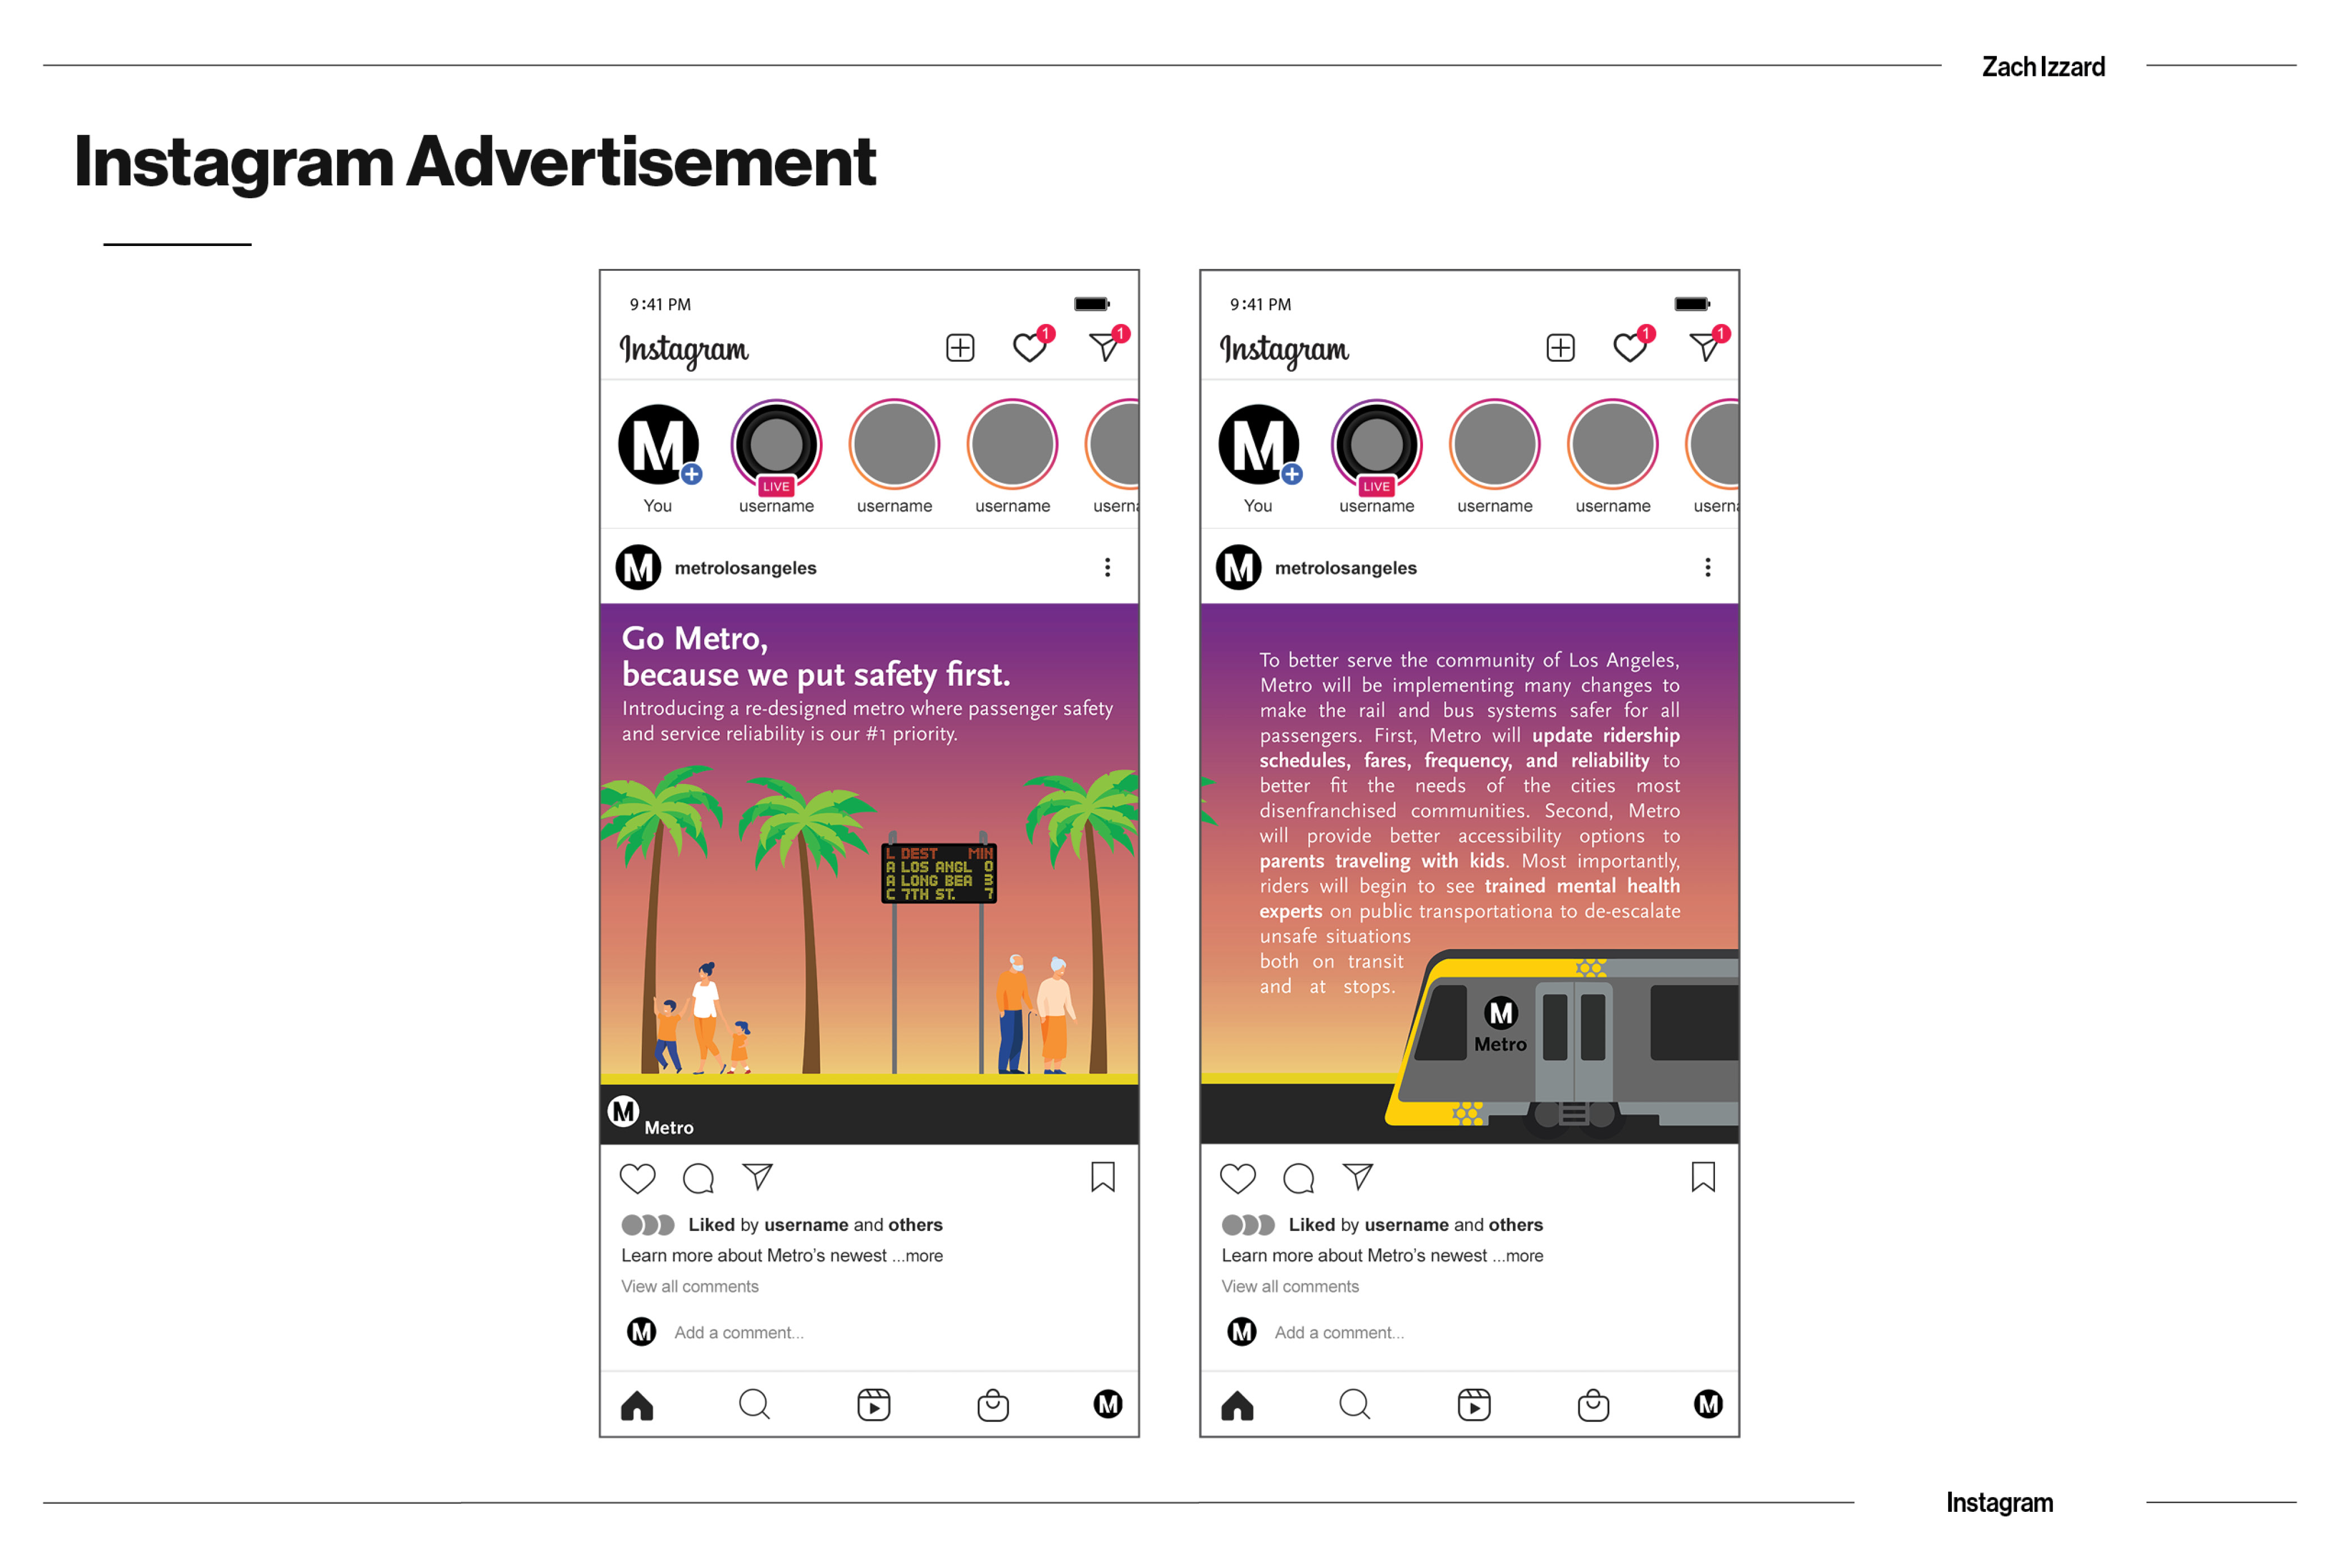 Zach Izzard
Instagram Advertisement
9:41 PM
Instagram
1
1
M
LIVE
You
username
username
username
userna
M
metrolosangeles
Go Metro,
because we put safety first.
Introducing a re-designed metro where passenger safety
and service reliability is our #1 priority.
L DEST MIN
A LOS ANGL 0
A LONG BEA 3
C 7TH ST. 7
M
Metro
Liked by username and others
Learn more about Metro’s newest ...more
View all comments
M
Add a comment...
M
9:41 PM
Instagram
1
1
M
LIVE
You
username
username
username
userna
M
metrolosangeles
To better serve the community of Los Angeles,
Metro will be implementing many changes to
make the rail and bus systems safer for all
passengers. First, Metro will update ridership
schedules, fares, frequency, and reliability to
better fit the needs of the cities most
disenfranchised communities. Second, Metro
will provide better accessibility options to
parents traveling with kids. Most importantly,
riders will begin to see trained mental health
experts on public transportationa to de-escalate
unsafe situations
both on transit
and at stops.
M
Metro
Liked by username and others
Learn more about Metro’s newest ...more
View all comments
M
Add a comment...
M
Instagram